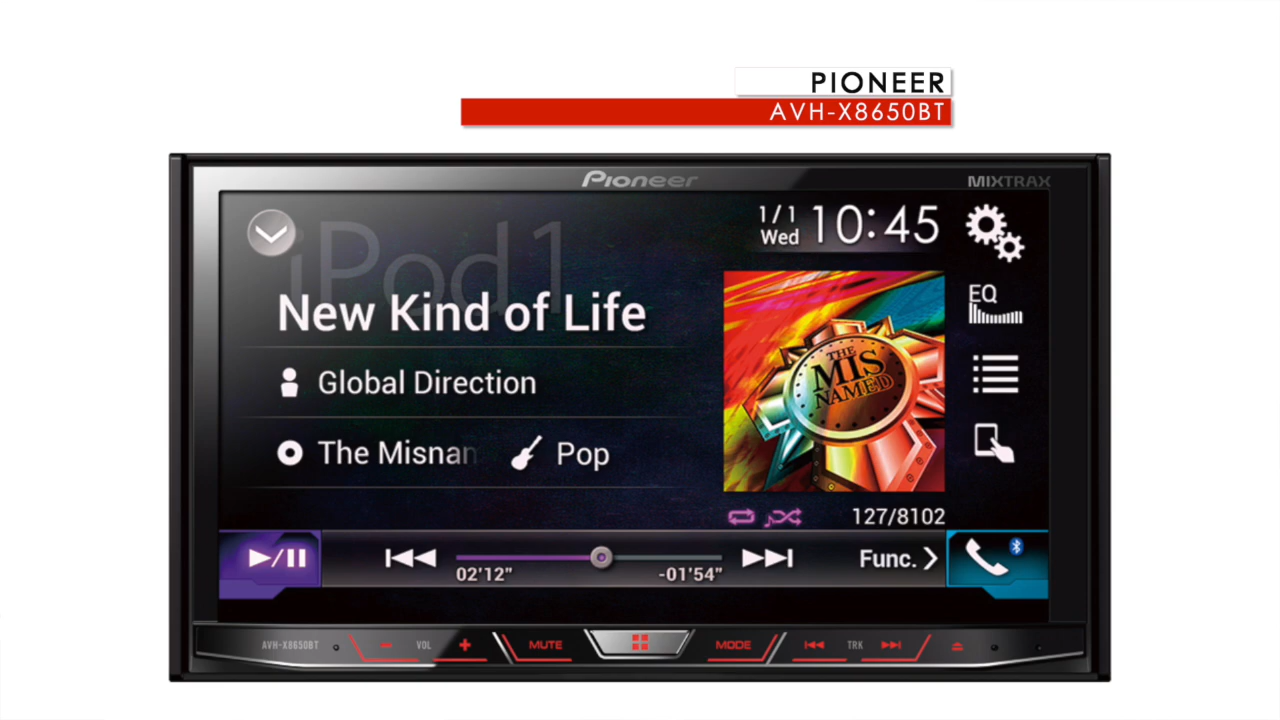 PIONEER
AVH-X8650BT
Pioneer
MIXTRAX
iPod1
1/1
Wed
10:45
New Kind of Life
EQ
Global Direction
THE
MIS
NAMED
The Misnan
Pop
127/8102
02'12"
-01'54"
Func.
AVH-X8650BT
VOL
MUTE
MODE
TRK